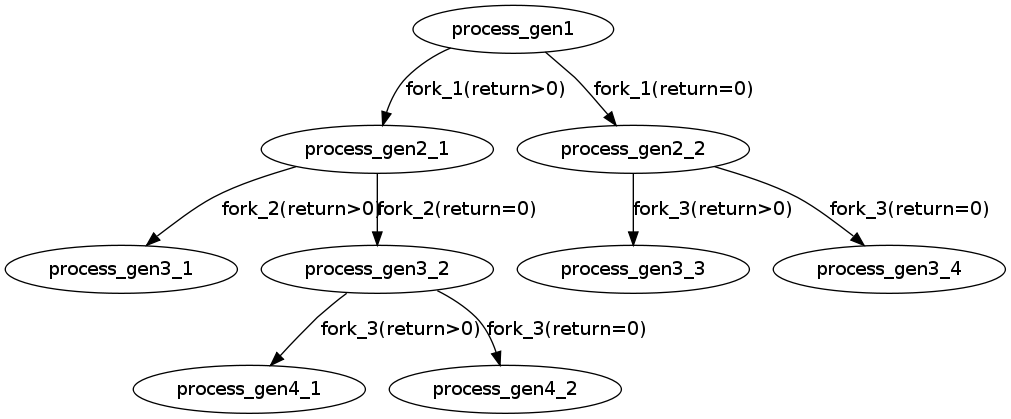 process_gen1
fork_1(return>0)
fork_1(return=0)
process_gen2_1
process_gen2_2
fork_2(return>0)
fork_2(return=0)
fork_3(return>0)
fork_3(return=0)
process_gen3_1
process_gen3_2
process_gen3_3
process_gen3_4
fork_3(return>0)
fork_3(return=0)
process_gen4_1
process_gen4_2